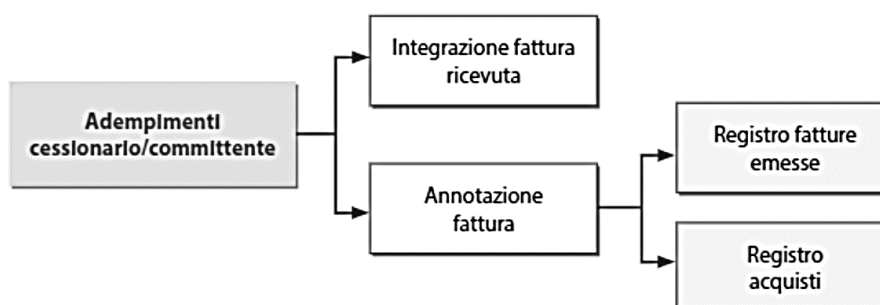 Integrazione fattura
ricevuta
Adempimenti
cessionario/committente
Annotazione
fattura
Registro fatture
emesse
Registro
acquisti